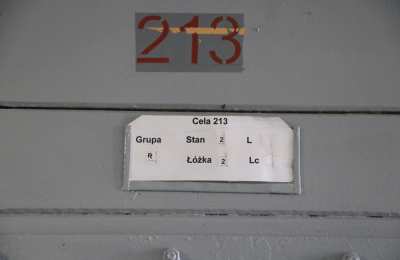 213
Cela 213
Grupa Stan 2 L
R Łóżka 2 Lc